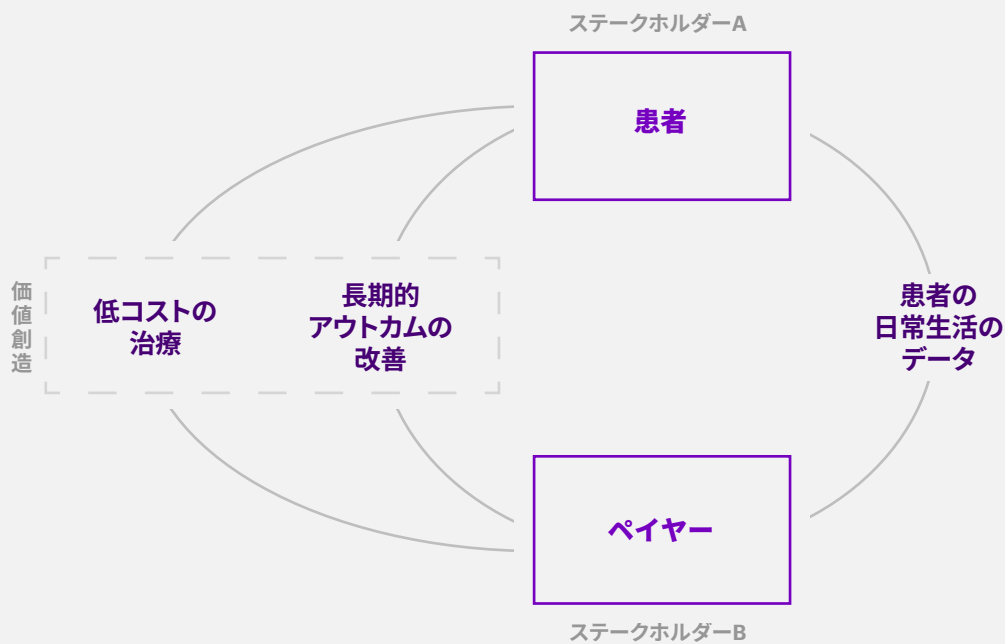 ステークホルダーA
患者
価値創造
低コストの
治療
長期的
アウトカムの
改善
患者の
日常生活の
データ
ペイヤー
ステークホルダーB